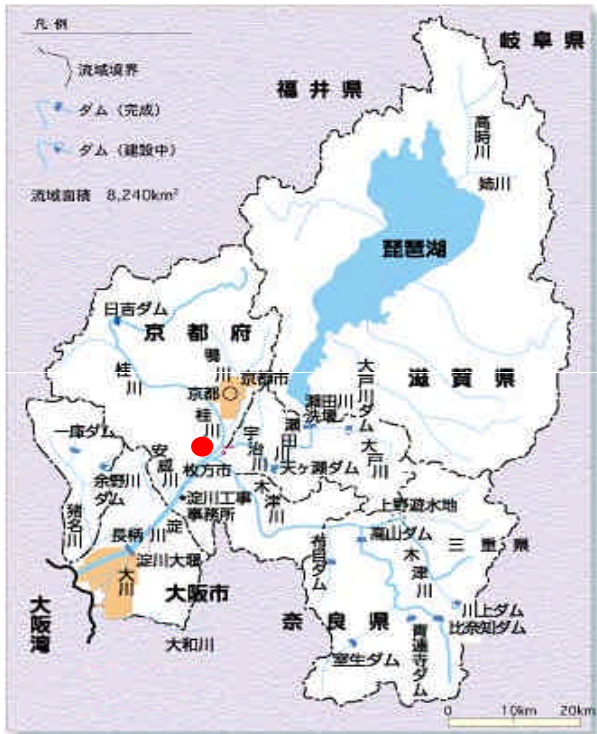 凡例
流域境界
ダム（完成）
ダム（建設中）
流域面積 8,240km²
岐阜県
福井県
高時川
姉川
琵琶湖
日吉ダム
京都府
鴨川
桂川
京都
京都市
滋賀県
大戸川ダム
瀬田川洗堰
瀬田川
大戸川
桂川
宇治川
天ヶ瀬ダム
一庫ダム
余野川ダム
安威川
枚方市
木津川
淀川工事事務所
猪名川
長柄
淀川
淀川大堰
大川
大阪市
大阪湾
大和川
上野遊水地
高山ダム
布目ダム
木津川
三重県
奈良県
川上ダム
比奈知ダム
青蓮寺ダム
室生ダム
0 10km 20km